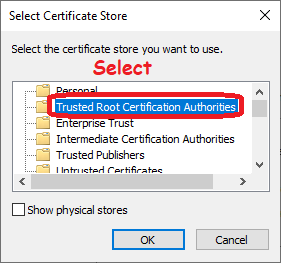 Select Certificate Store
Select the certificate store you want to use.
Select
Personal
Trusted Root Certification Authorities
Enterprise Trust
Intermediate Certification Authorities
Trusted Publishers
Untrusted Certificates
Show physical stores
OK
Cancel